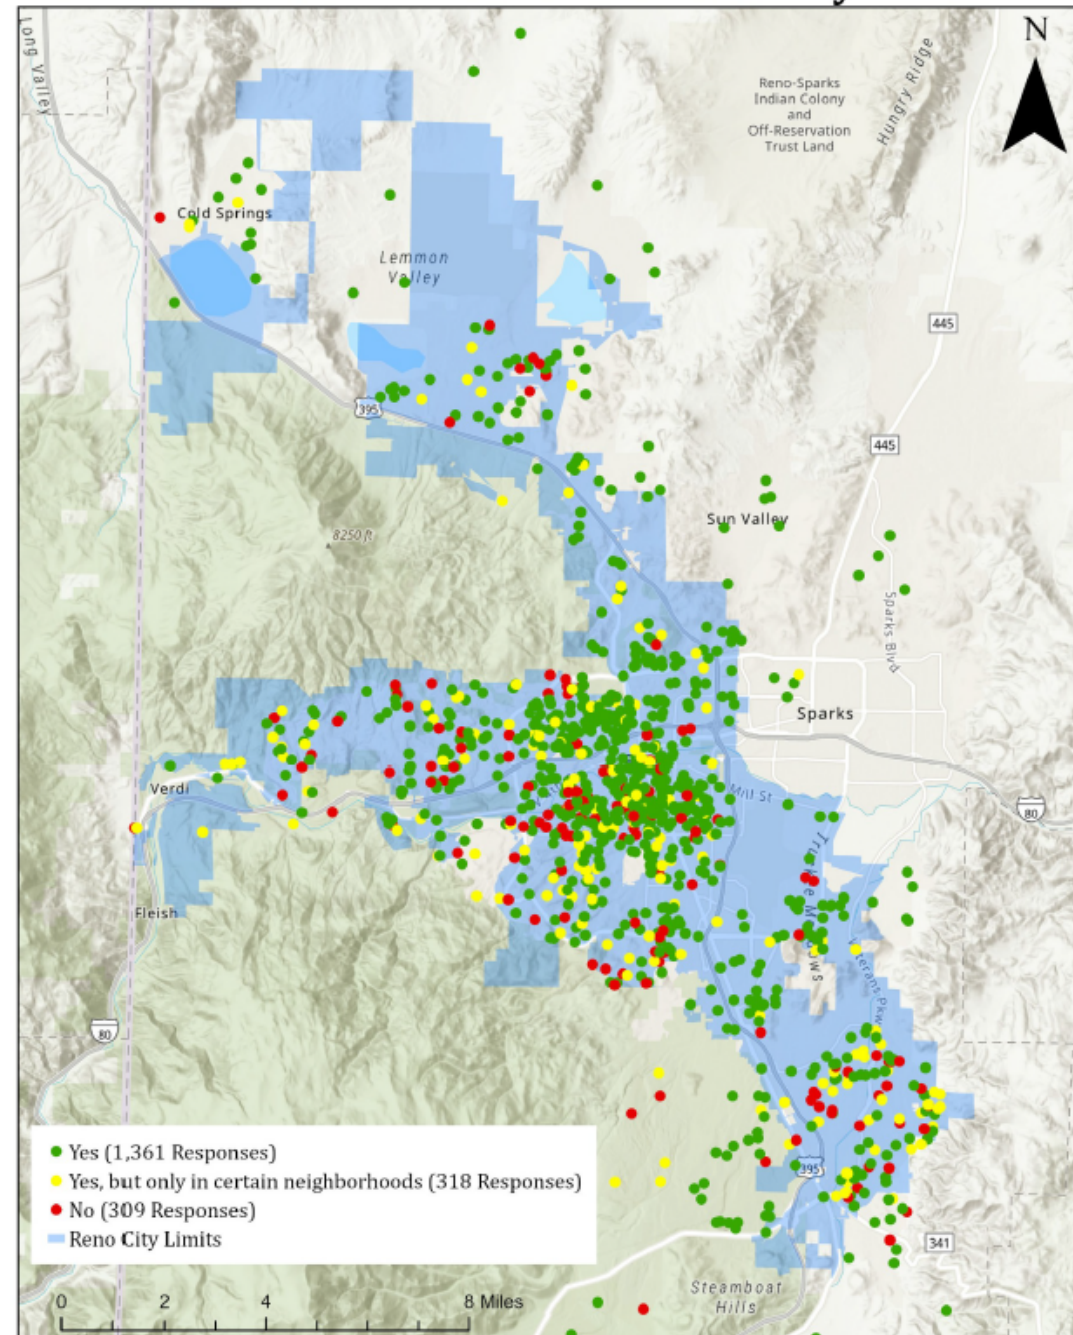 N
Long Valley
Reno-Sparks
Indian Colony
and
Off-Reservation
Trust Land
Hungry Ridge
Cold Springs
Lemmon
Valley
445
395
445
Sun Valley
8250 ft
Sparks Blvd
Sparks
Verdi
Mill St
80
Fleish
Veterans Pkwy
80
395
341
Yes (1,361 Responses)
Yes, but only in certain neighborhoods (318 Responses)
No (309 Responses)
Reno City Limits
Steamboat
Hills
0 2 4 8 Miles